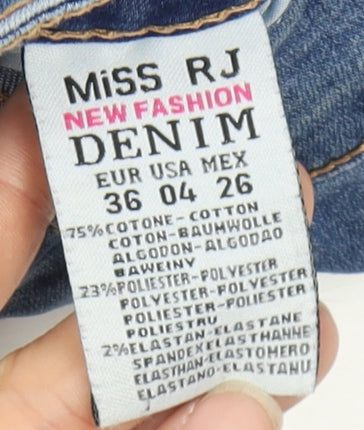 MiSS RJ
NEW FASHION
DENIM
EUR USA MEX
36 04 26
75%COTONE-COTTON
COTON-BAUMWOLLE
ALGODON-ALGODAO
BAWEINY
23%POLIESTER-POLYESTER
POLYESTER-POLYESTER
POLIESTER-POLIESTER
POLIESTRU
2%ELASTAN-ELASTANE
SPANDEX ELASTHANNE
ELASTHAN-ELASTOMERO
ELASTANO-ELASTANU